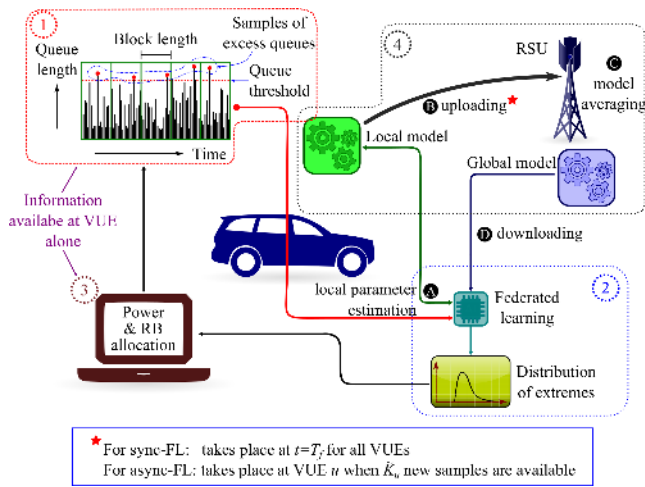 1
Queue length
Block length
Samples of excess queues
Queue threshold
Time
4
RSU
C model averaging
B uploading★
Local model
Global model
D downloading
Information availabe at VUE alone
3
Power & RB allocation
local parameter estimation
A
Federated learning
2
Distribution of extremes
★ For sync-FL: takes place at t=T_f for all VUEs
For async-FL: takes place at VUE u when K̂_u new samples are available